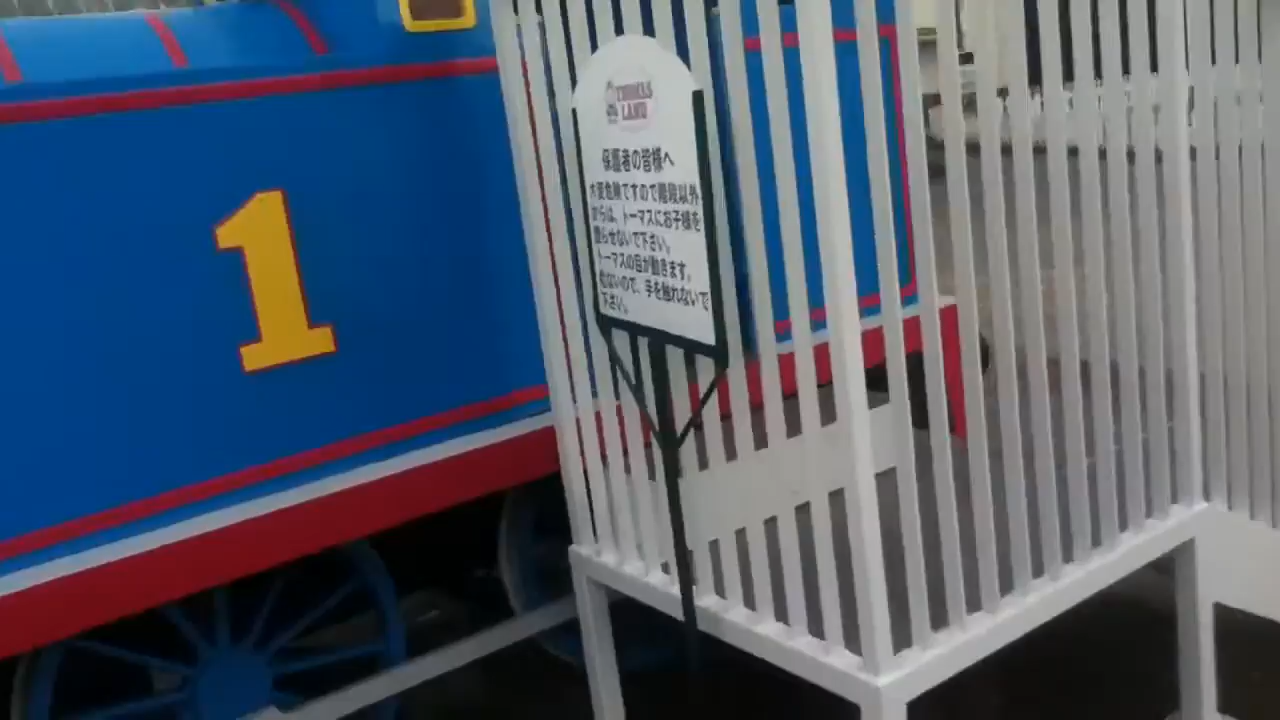 1
THOMAS
LAND
保護者の皆様へ
大変危険ですので階段以外
からは、トーマスにお子様を
登らせないで下さい。
トーマスの目が動きます。
危ないので、手を触れないで
下さい。